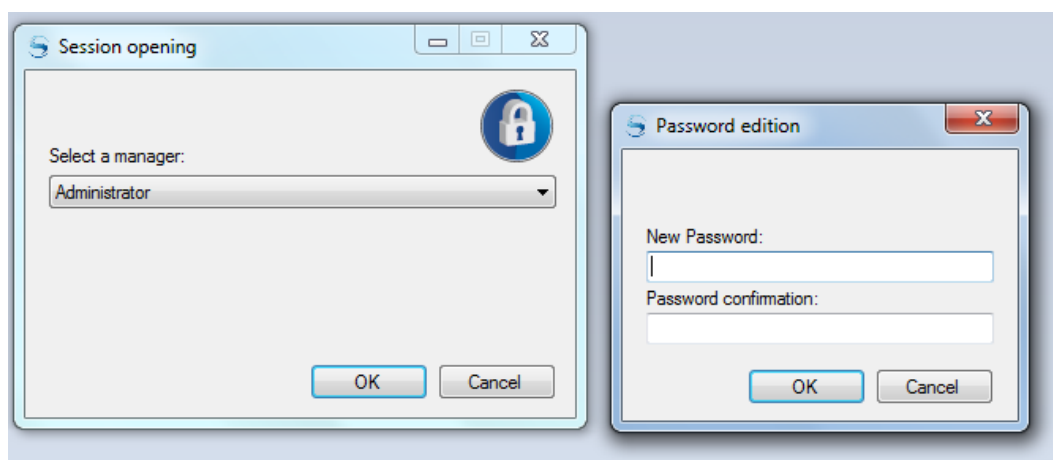 Session opening
Select a manager:
Administrator
OK
Cancel
Password edition
New Password:
Password confirmation:
OK
Cancel